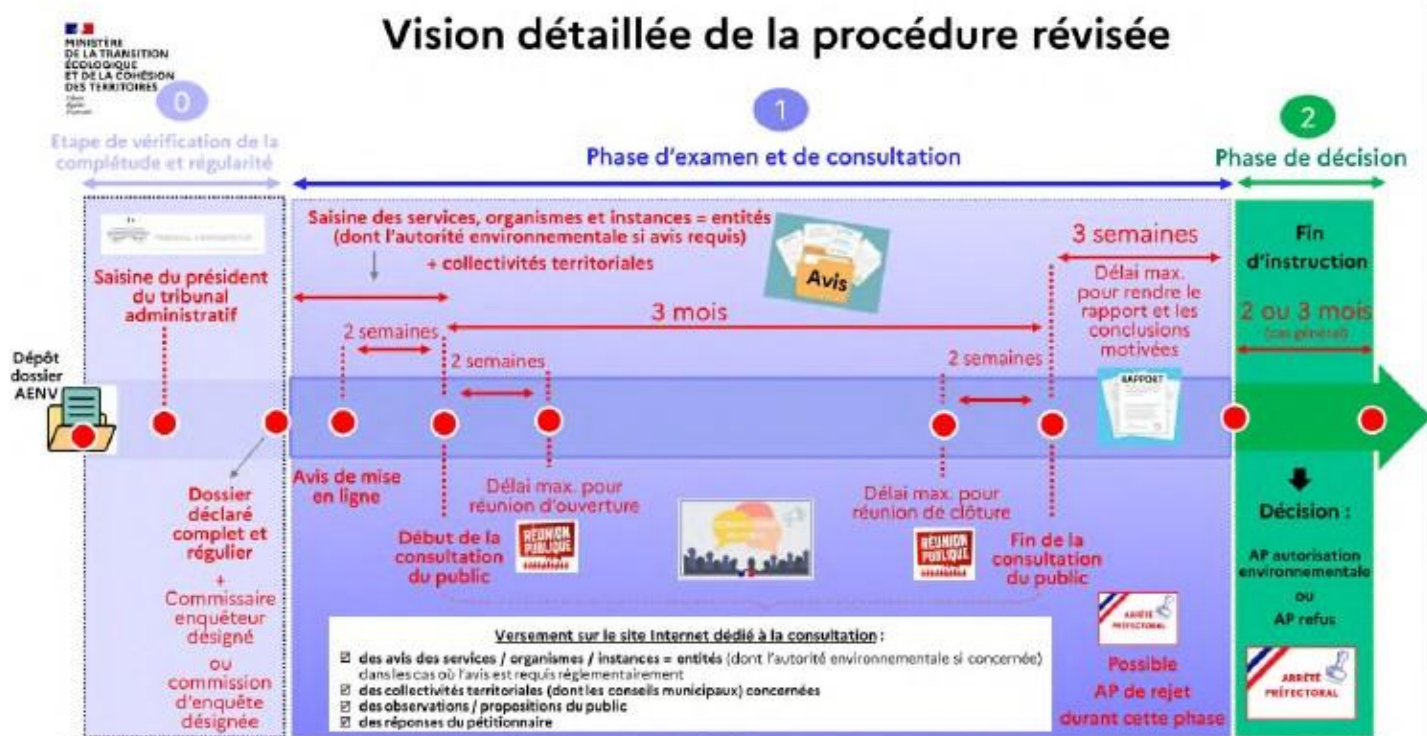 Vision détaillée de la procédure révisée
MINISTÈRE
DE LA TRANSITION
ÉCOLOGIQUE
ET DE LA COHÉSION
DES TERRITOIRES
0
Etape de vérification de la
complétude et régularité
1
Phase d'examen et de consultation
2
Phase de décision
Saisine du président
du tribunal
administratif
Dépôt
dossier
AENV
Dossier
déclaré
complet et
régulier
+
Commissaire
enquêteur
désigné
ou
commission
d'enquête
désignée
Saisine des services, organismes et instances = entités
(dont l'autorité environnementale si avis requis)
+ collectivités territoriales
Avis
2 semaines
3 mois
2 semaines
2 semaines
3 semaines
Délai max.
pour rendre le
rapport et les
conclusions
motivées
RAPPORT
Avis de mise
en ligne
Début de la
consultation
du public
Délai max. pour
réunion d'ouverture
RÉUNION
PUBLIQUE
Délai max. pour
réunion de clôture
RÉUNION
PUBLIQUE
Fin de la
consultation
du public
Versement sur le site Internet dédié à la consultation :
des avis des services / organismes / instances = entités (dont l'autorité environnementale si concernée)
dans les cas où l'avis est requis réglementairement
des collectivités territoriales (dont les conseils municipaux) concernées
des observations / propositions du public
des réponses du pétitionnaire
ARRÊTÉ
PRÉFECTORAL
Possible
AP de rejet
durant cette phase
Fin
d'instruction
2 ou 3 mois
(cas général)
Décision :
AP autorisation
environnementale
ou
AP refus
ARRÊTÉ
PRÉFECTORAL